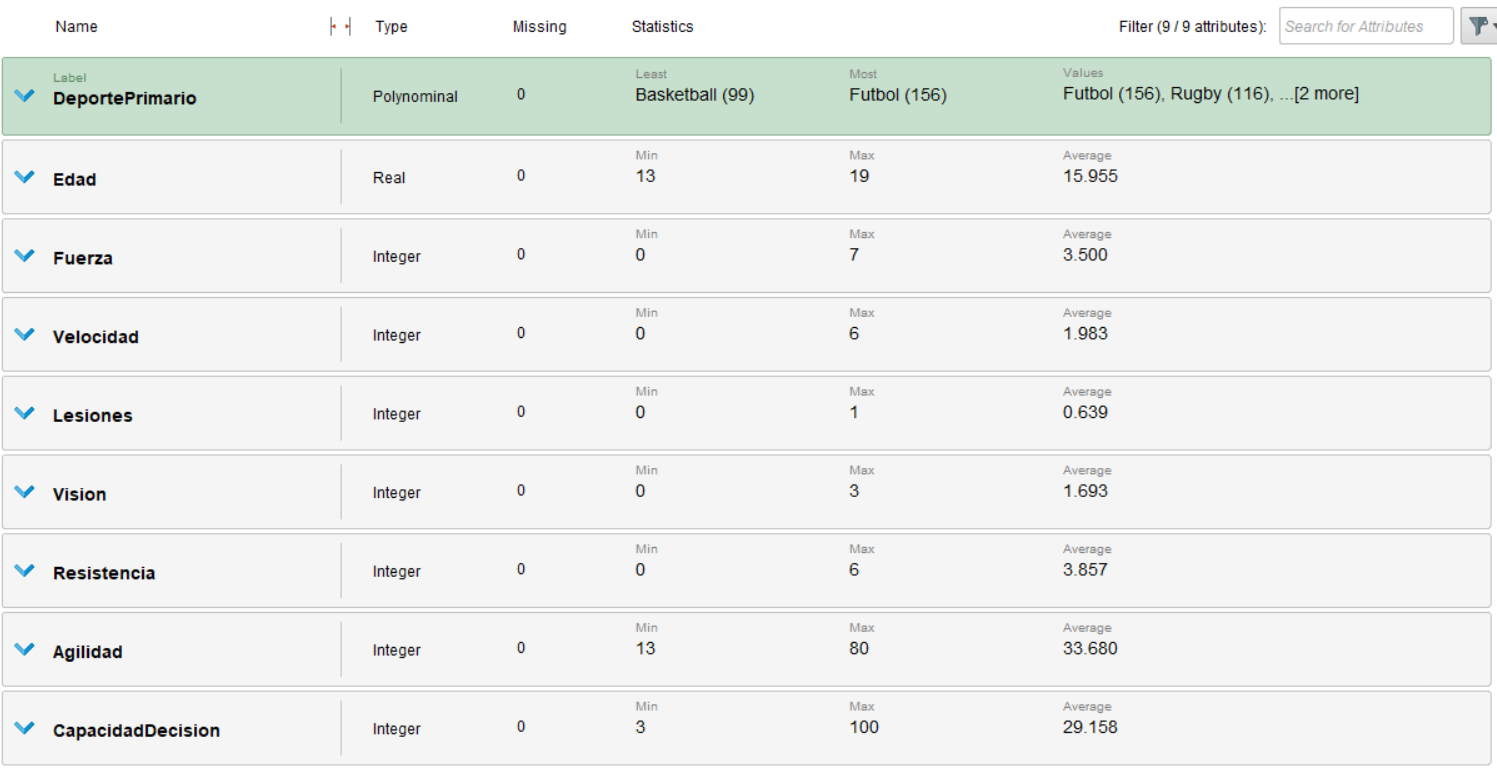 Name Type Missing Statistics Filter (9 / 9 attributes): Search for Attributes
Label Least Most Values
DeportePrimario Polynominal 0 Basketball (99) Futbol (156) Futbol (156), Rugby (116), ...[2 more]
Min Max Average
Edad Real 0 13 19 15.955
Min Max Average
Fuerza Integer 0 0 7 3.500
Min Max Average
Velocidad Integer 0 0 6 1.983
Min Max Average
Lesiones Integer 0 0 1 0.639
Min Max Average
Vision Integer 0 0 3 1.693
Min Max Average
Resistencia Integer 0 0 6 3.857
Min Max Average
Agilidad Integer 0 13 80 33.680
Min Max Average
CapacidadDecision Integer 0 3 100 29.158